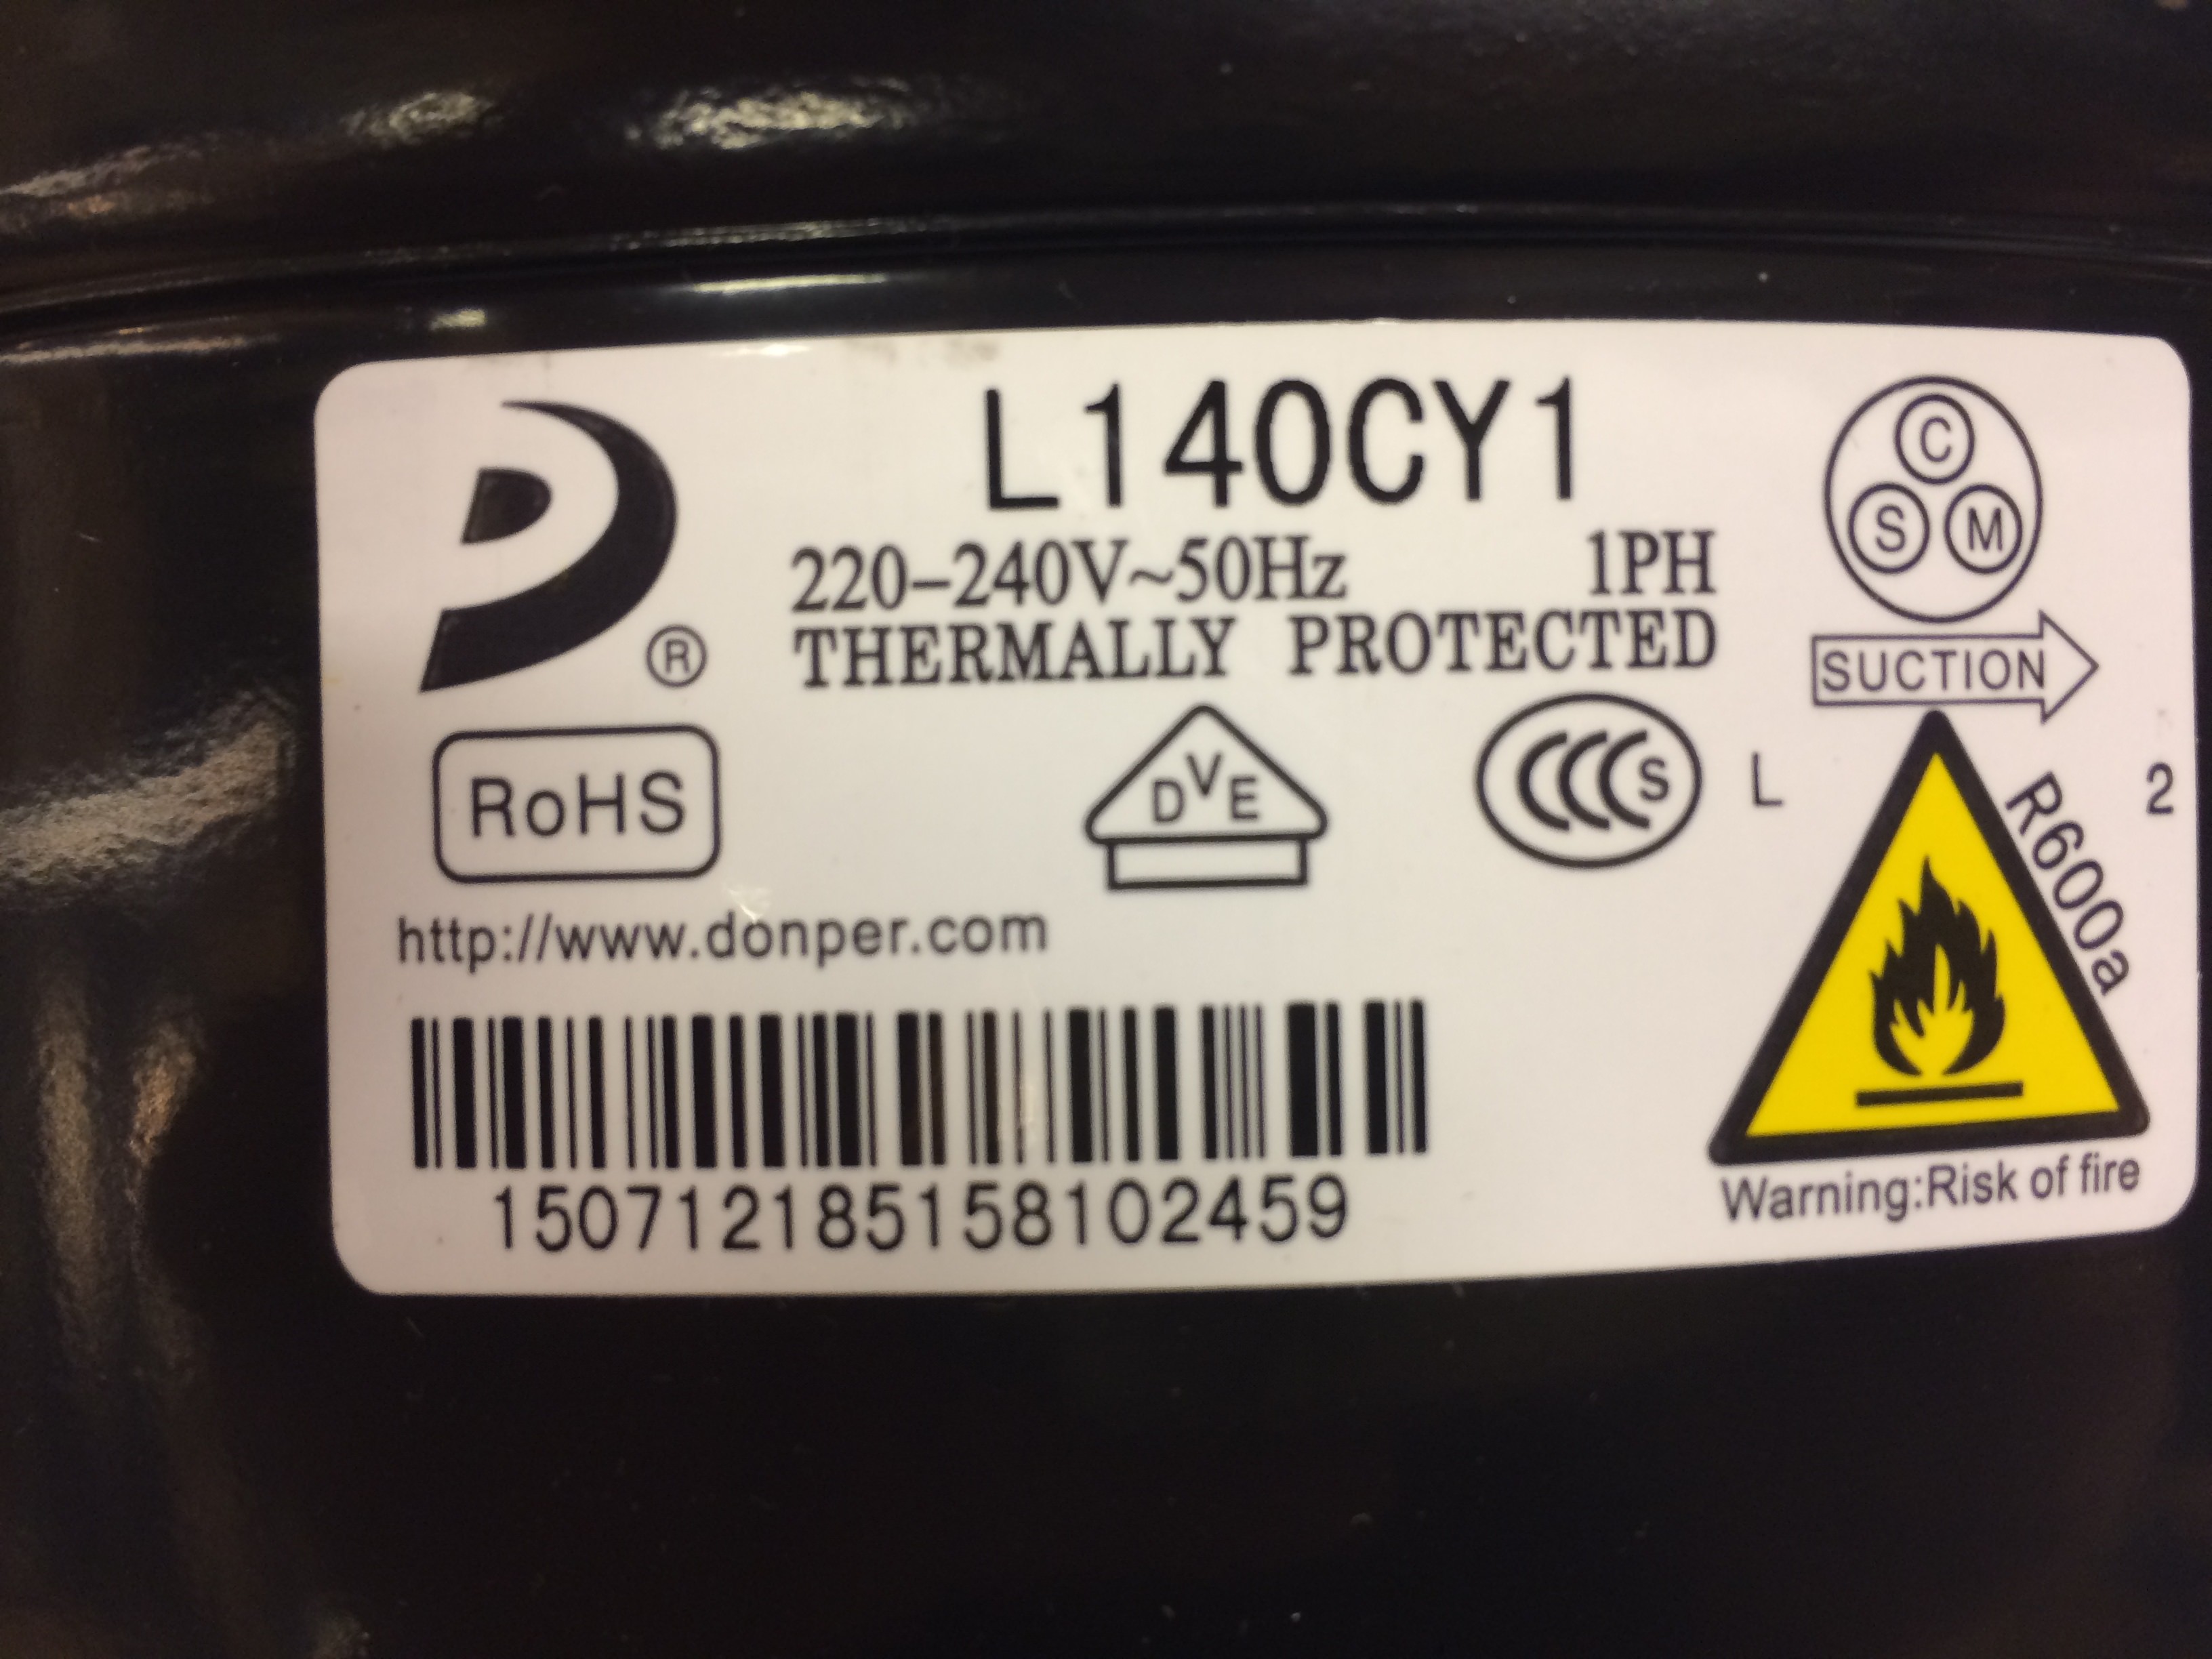 L140CY1
220-240V~50Hz 1PH
THERMALLY PROTECTED
®
C
S M
SUCTION
RoHS
DVE
CCCS
L
2
R600a
http://www.donper.com
150712185158102459
Warning:Risk of fire